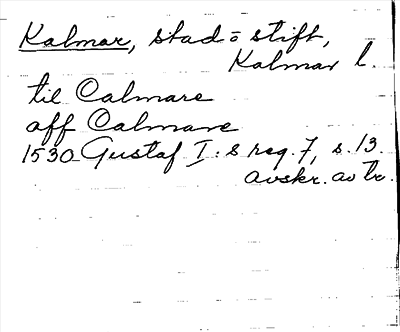 Kalmar, stad o stift,
Kalmar l.
til Calmare
aff Calmare
1530 Gustaf I:s reg. 7, s. 13.
avskr. av tr.